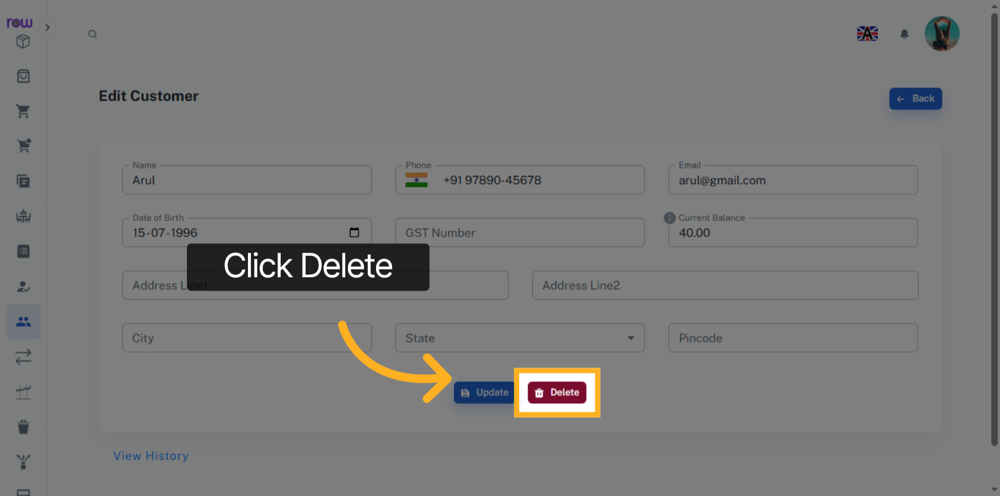 row
A
Edit Customer
Back
Name
Arul
Phone
+91 97890-45678
Email
arul@gmail.com
Date of Birth
15-07-1996
GST Number
Current Balance
40.00
Click Delete
Address Line1
Address Line2
City
State
Pincode
Update
Delete
View History